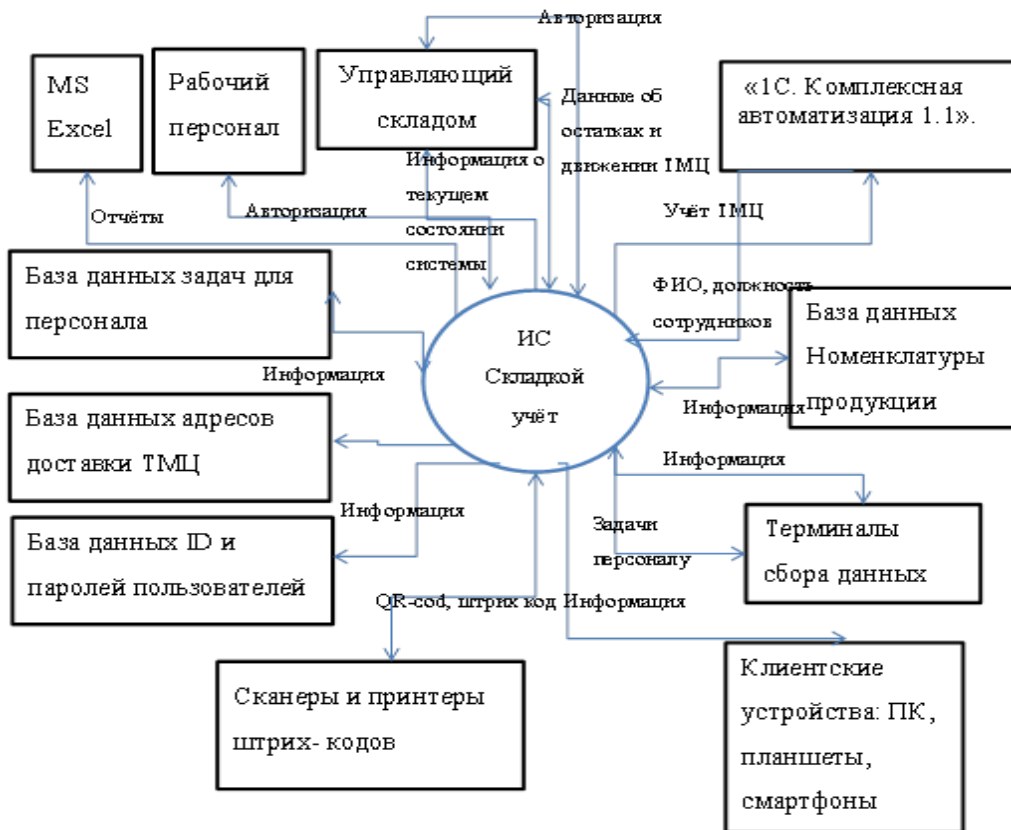 Авторизация
MS
Excel
Рабочий
персонал
Управляющий
складом
Данные об
остатках и
движении ТМЦ
«1С. Комплексная
автоматизация 1.1».
Информация о
текущем
состоянии
системы
Отчёты
Авторизация
Учёт ТМЦ
База данных задач для
персонала
ФИО, должность
сотрудников
База данных
Номенклатуры
продукции
ИС
Складкой
учёт
Информация
Информация
База данных адресов
доставки ТМЦ
Информация
Информация
База данных ID и
паролей пользователей
Задачи
персоналу
Терминалы
сбора данных
QR-cod, штрих код Информация
Сканеры и принтеры
штрих- кодов
Клиентские
устройства: ПК,
планшеты,
смартфоны